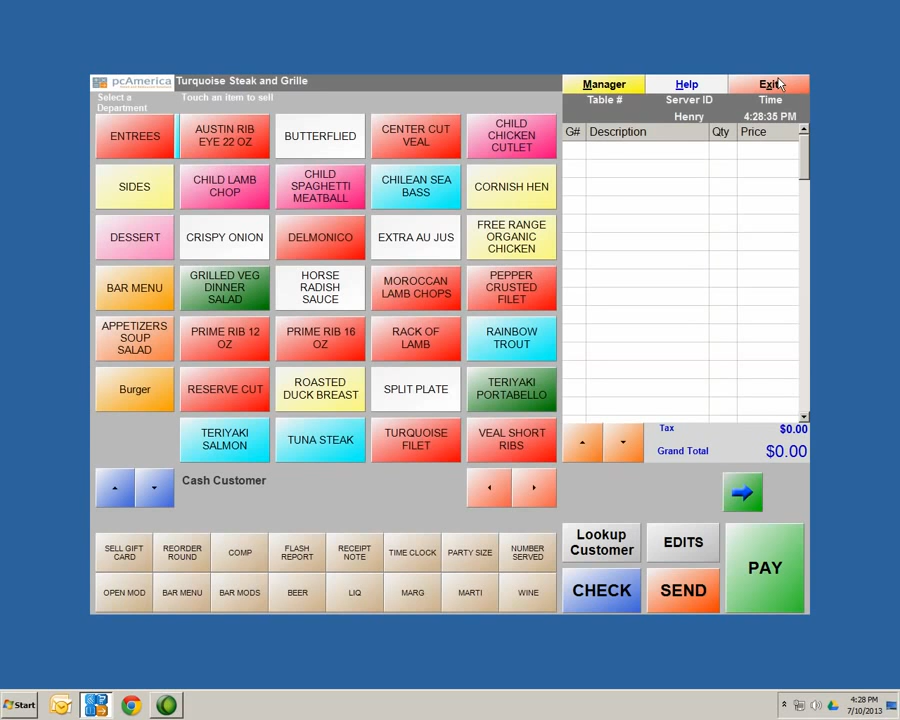 pcAmerica
Turquoise Steak and Grille
Manager
Help
Exit
Select a
Department
Touch an item to sell
Table #
Server ID
Time
Henry
4:28:35 PM
G#
Description
Qty
Price
ENTREES
AUSTIN RIB
EYE 22 OZ
BUTTERFLIED
CENTER CUT
VEAL
CHILD
CHICKEN
CUTLET
SIDES
CHILD LAMB
CHOP
CHILD
SPAGHETTI
MEATBALL
CHILEAN SEA
BASS
CORNISH HEN
DESSERT
CRISPY ONION
DELMONICO
EXTRA AU JUS
FREE RANGE
ORGANIC
CHICKEN
BAR MENU
GRILLED VEG
DINNER
SALAD
HORSE
RADISH
SAUCE
MOROCCAN
LAMB CHOPS
PEPPER
CRUSTED
FILET
APPETIZERS
SOUP
SALAD
PRIME RIB 12
OZ
PRIME RIB 16
OZ
RACK OF
LAMB
RAINBOW
TROUT
Burger
RESERVE CUT
ROASTED
DUCK BREAST
SPLIT PLATE
TERIYAKI
PORTABELLO
TERIYAKI
SALMON
TUNA STEAK
TURQUOISE
FILET
VEAL SHORT
RIBS
Tax
$0.00
Grand Total
$0.00
Cash Customer
SELL GIFT
CARD
REORDER
ROUND
COMP
FLASH
REPORT
RECEIPT
NOTE
TIME CLOCK
PARTY SIZE
NUMBER
SERVED
OPEN MOD
BAR MENU
BAR MODS
BEER
LIQ
MARG
MARTI
WINE
Lookup
Customer
EDITS
PAY
CHECK
SEND
Start
4:28 PM
7/10/2013